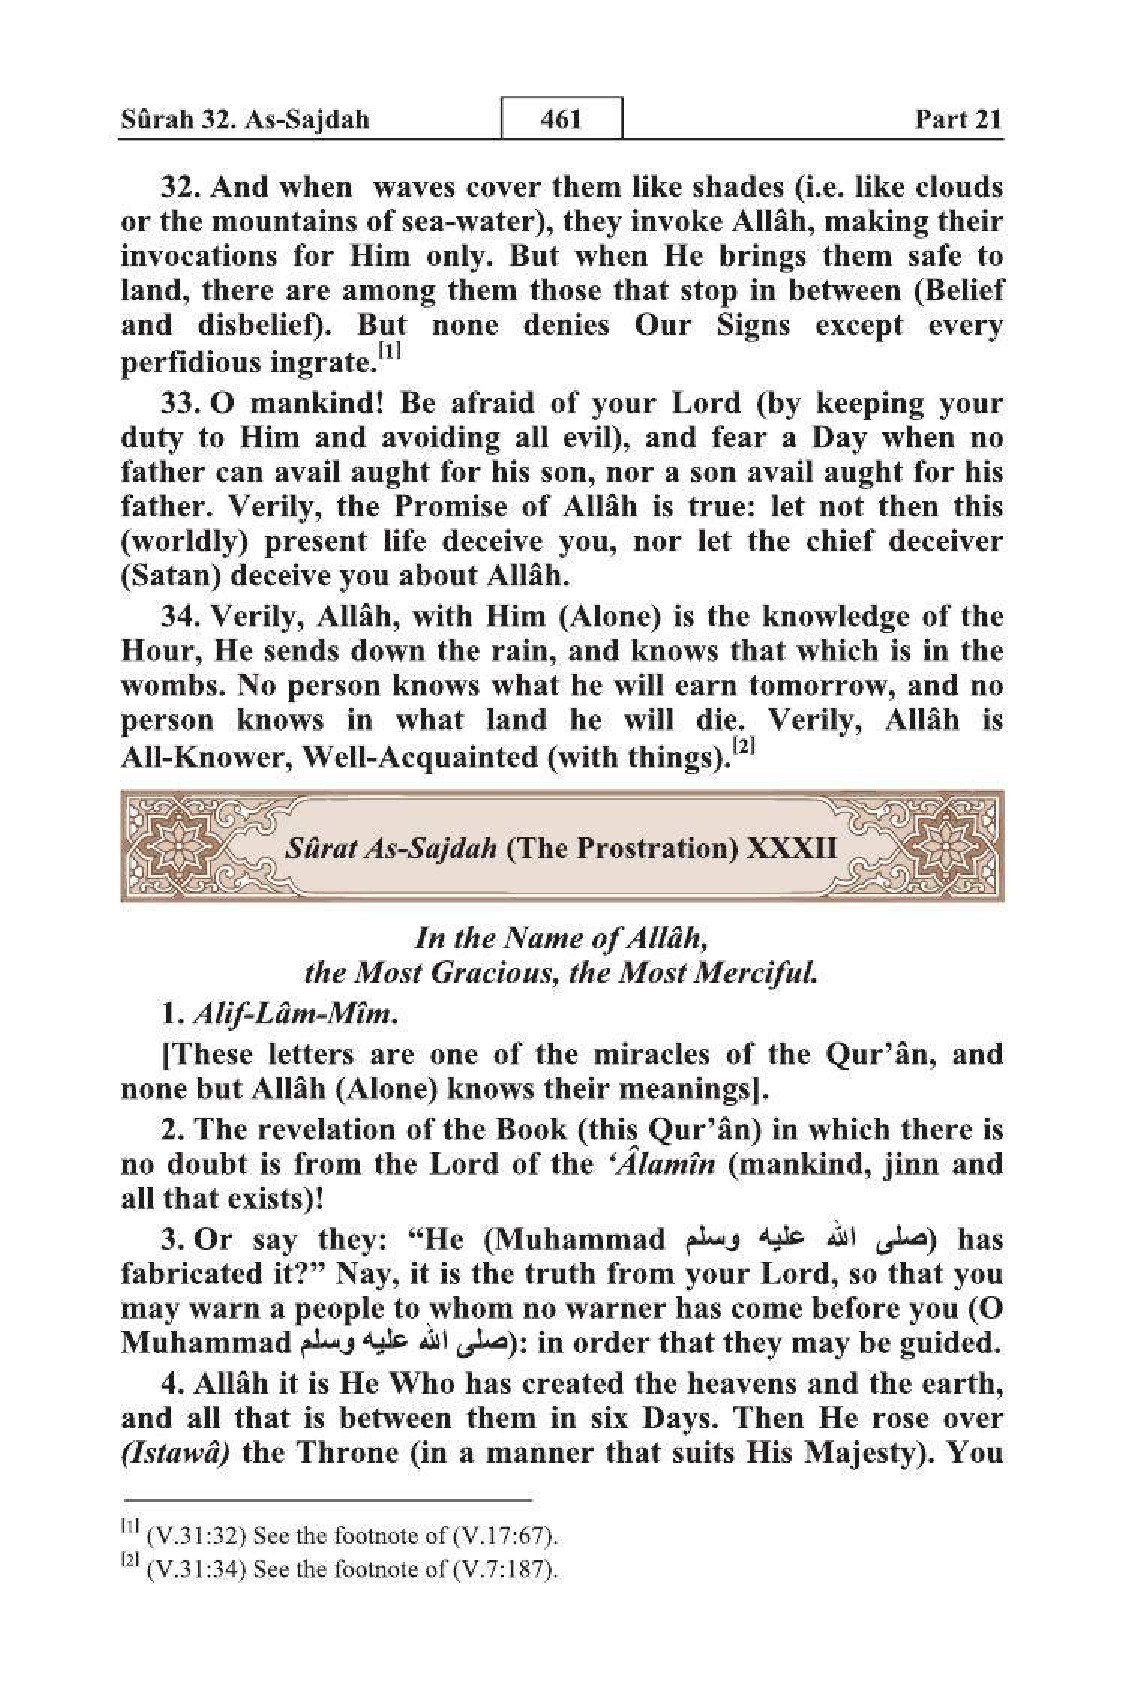 Sûrah 32. As-Sajdah 461 Part 21
32. And when waves cover them like shades (i.e. like clouds
or the mountains of sea-water), they invoke Allâh, making their
invocations for Him only. But when He brings them safe to
land, there are among them those that stop in between (Belief
and disbelief). But none denies Our Signs except every
perfidious ingrate.[1]
33. O mankind! Be afraid of your Lord (by keeping your
duty to Him and avoiding all evil), and fear a Day when no
father can avail aught for his son, nor a son avail aught for his
father. Verily, the Promise of Allâh is true: let not then this
(worldly) present life deceive you, nor let the chief deceiver
(Satan) deceive you about Allâh.
34. Verily, Allâh, with Him (Alone) is the knowledge of the
Hour, He sends down the rain, and knows that which is in the
wombs. No person knows what he will earn tomorrow, and no
person knows in what land he will die. Verily, Allâh is
All-Knower, Well-Acquainted (with things).[2]
Sûrat As-Sajdah (The Prostration) XXXII
In the Name of Allâh,
the Most Gracious, the Most Merciful.
1. Alif-Lâm-Mîm.
[These letters are one of the miracles of the Qur’ân, and
none but Allâh (Alone) knows their meanings].
2. The revelation of the Book (this Qur’ân) in which there is
no doubt is from the Lord of the ‘Âlamîn (mankind, jinn and
all that exists)!
3. Or say they: “He (Muhammad صلى الله عليه وسلم) has
fabricated it?” Nay, it is the truth from your Lord, so that you
may warn a people to whom no warner has come before you (O
Muhammad صلى الله عليه وسلم): in order that they may be guided.
4. Allâh it is He Who has created the heavens and the earth,
and all that is between them in six Days. Then He rose over
(Istawâ) the Throne (in a manner that suits His Majesty). You
[1] (V.31:32) See the footnote of (V.17:67).
[2] (V.31:34) See the footnote of (V.7:187).